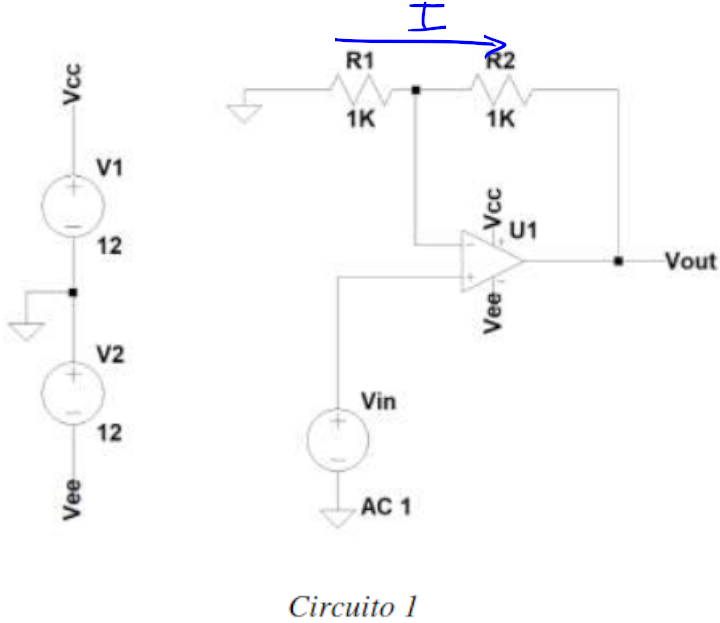 I
R1
R2
1K
1K
Vcc
V1
12
V2
12
Vee
Vcc
U1
Vout
Vee
Vin
AC 1
Circuito 1